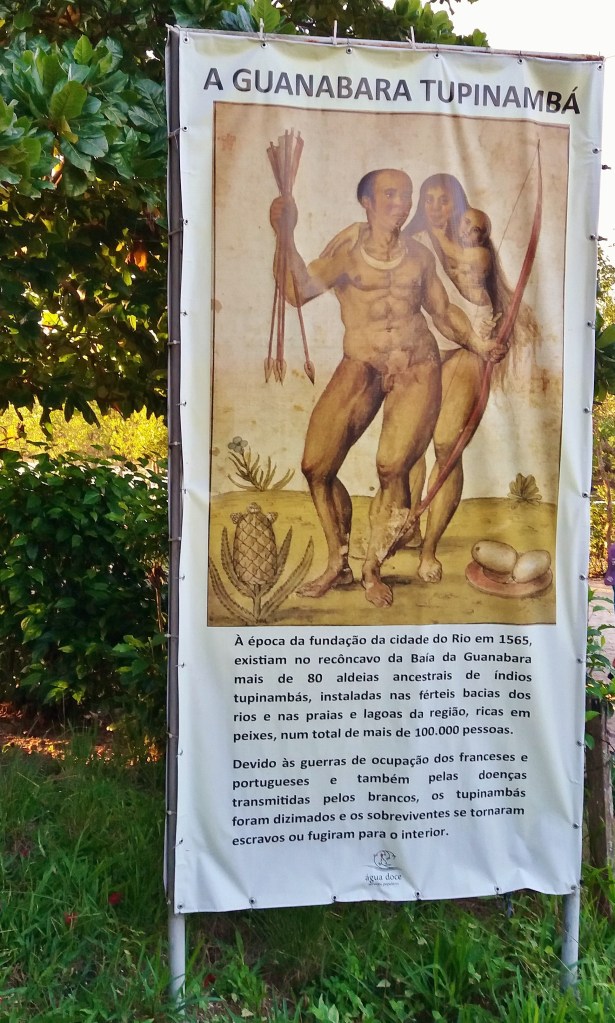 A GUANABARA TUPINAMBÁ
À época da fundação da cidade do Rio em 1565,
existiam no recôncavo da Baía da Guanabara
mais de 80 aldeias ancestrais de índios
tupinambás, instaladas nas férteis bacias dos
rios e nas praias e lagoas da região, ricas em
peixes, num total de mais de 100.000 pessoas.
Devido às guerras de ocupação dos franceses e
portugueses e também pelas doenças
transmitidas pelos brancos, os tupinambás
foram dizimados e os sobreviventes se tornaram
escravos ou fugiram para o interior.
água doce